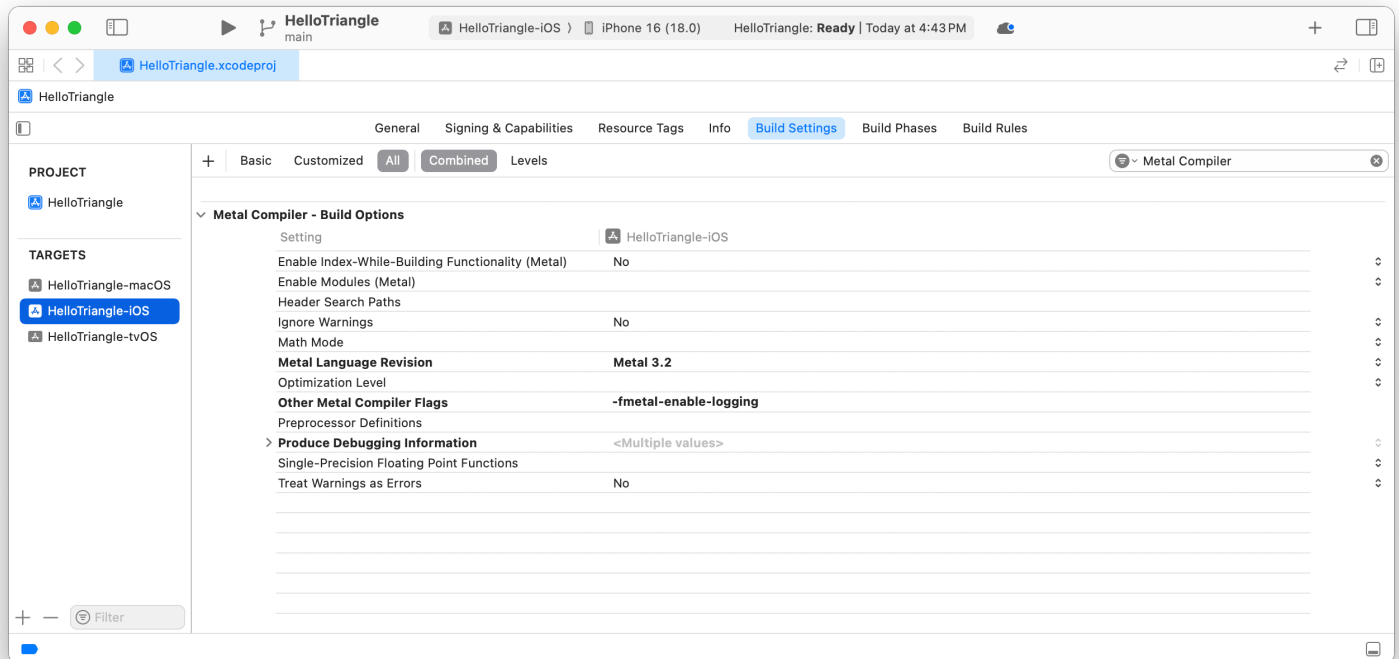 HelloTriangle
main
HelloTriangle-iOS ⟩ iPhone 16 (18.0)
HelloTriangle: Ready | Today at 4:43 PM
HelloTriangle.xcodeproj
HelloTriangle
General Signing & Capabilities Resource Tags Info Build Settings Build Phases Build Rules
PROJECT
HelloTriangle
TARGETS
HelloTriangle-macOS
HelloTriangle-iOS
HelloTriangle-tvOS
Filter
Basic Customized All Combined Levels
Metal Compiler
Metal Compiler - Build Options
Setting HelloTriangle-iOS
Enable Index-While-Building Functionality (Metal) No
Enable Modules (Metal)
Header Search Paths
Ignore Warnings No
Math Mode
Metal Language Revision Metal 3.2
Optimization Level
Other Metal Compiler Flags -fmetal-enable-logging
Preprocessor Definitions
Produce Debugging Information <Multiple values>
Single-Precision Floating Point Functions
Treat Warnings as Errors No